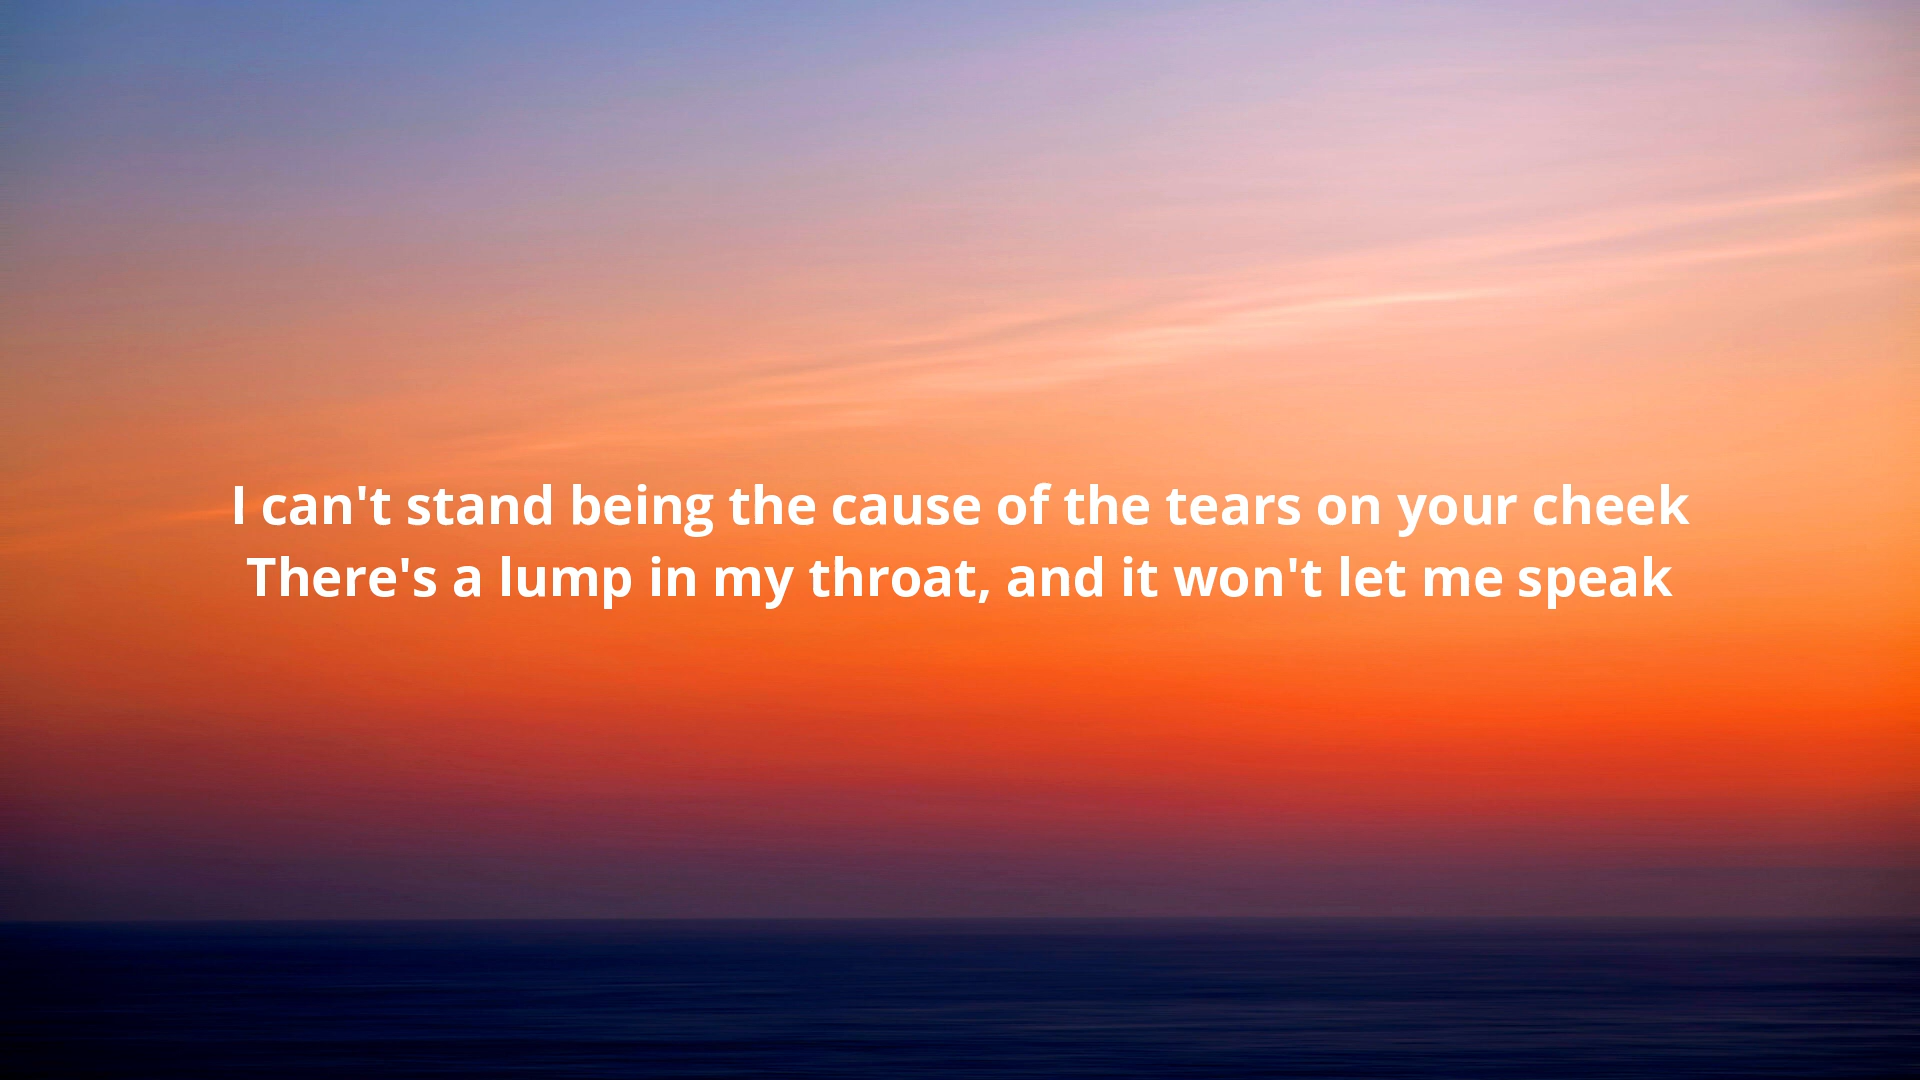 I can't stand being the cause of the tears on your cheek
There's a lump in my throat, and it won't let me speak